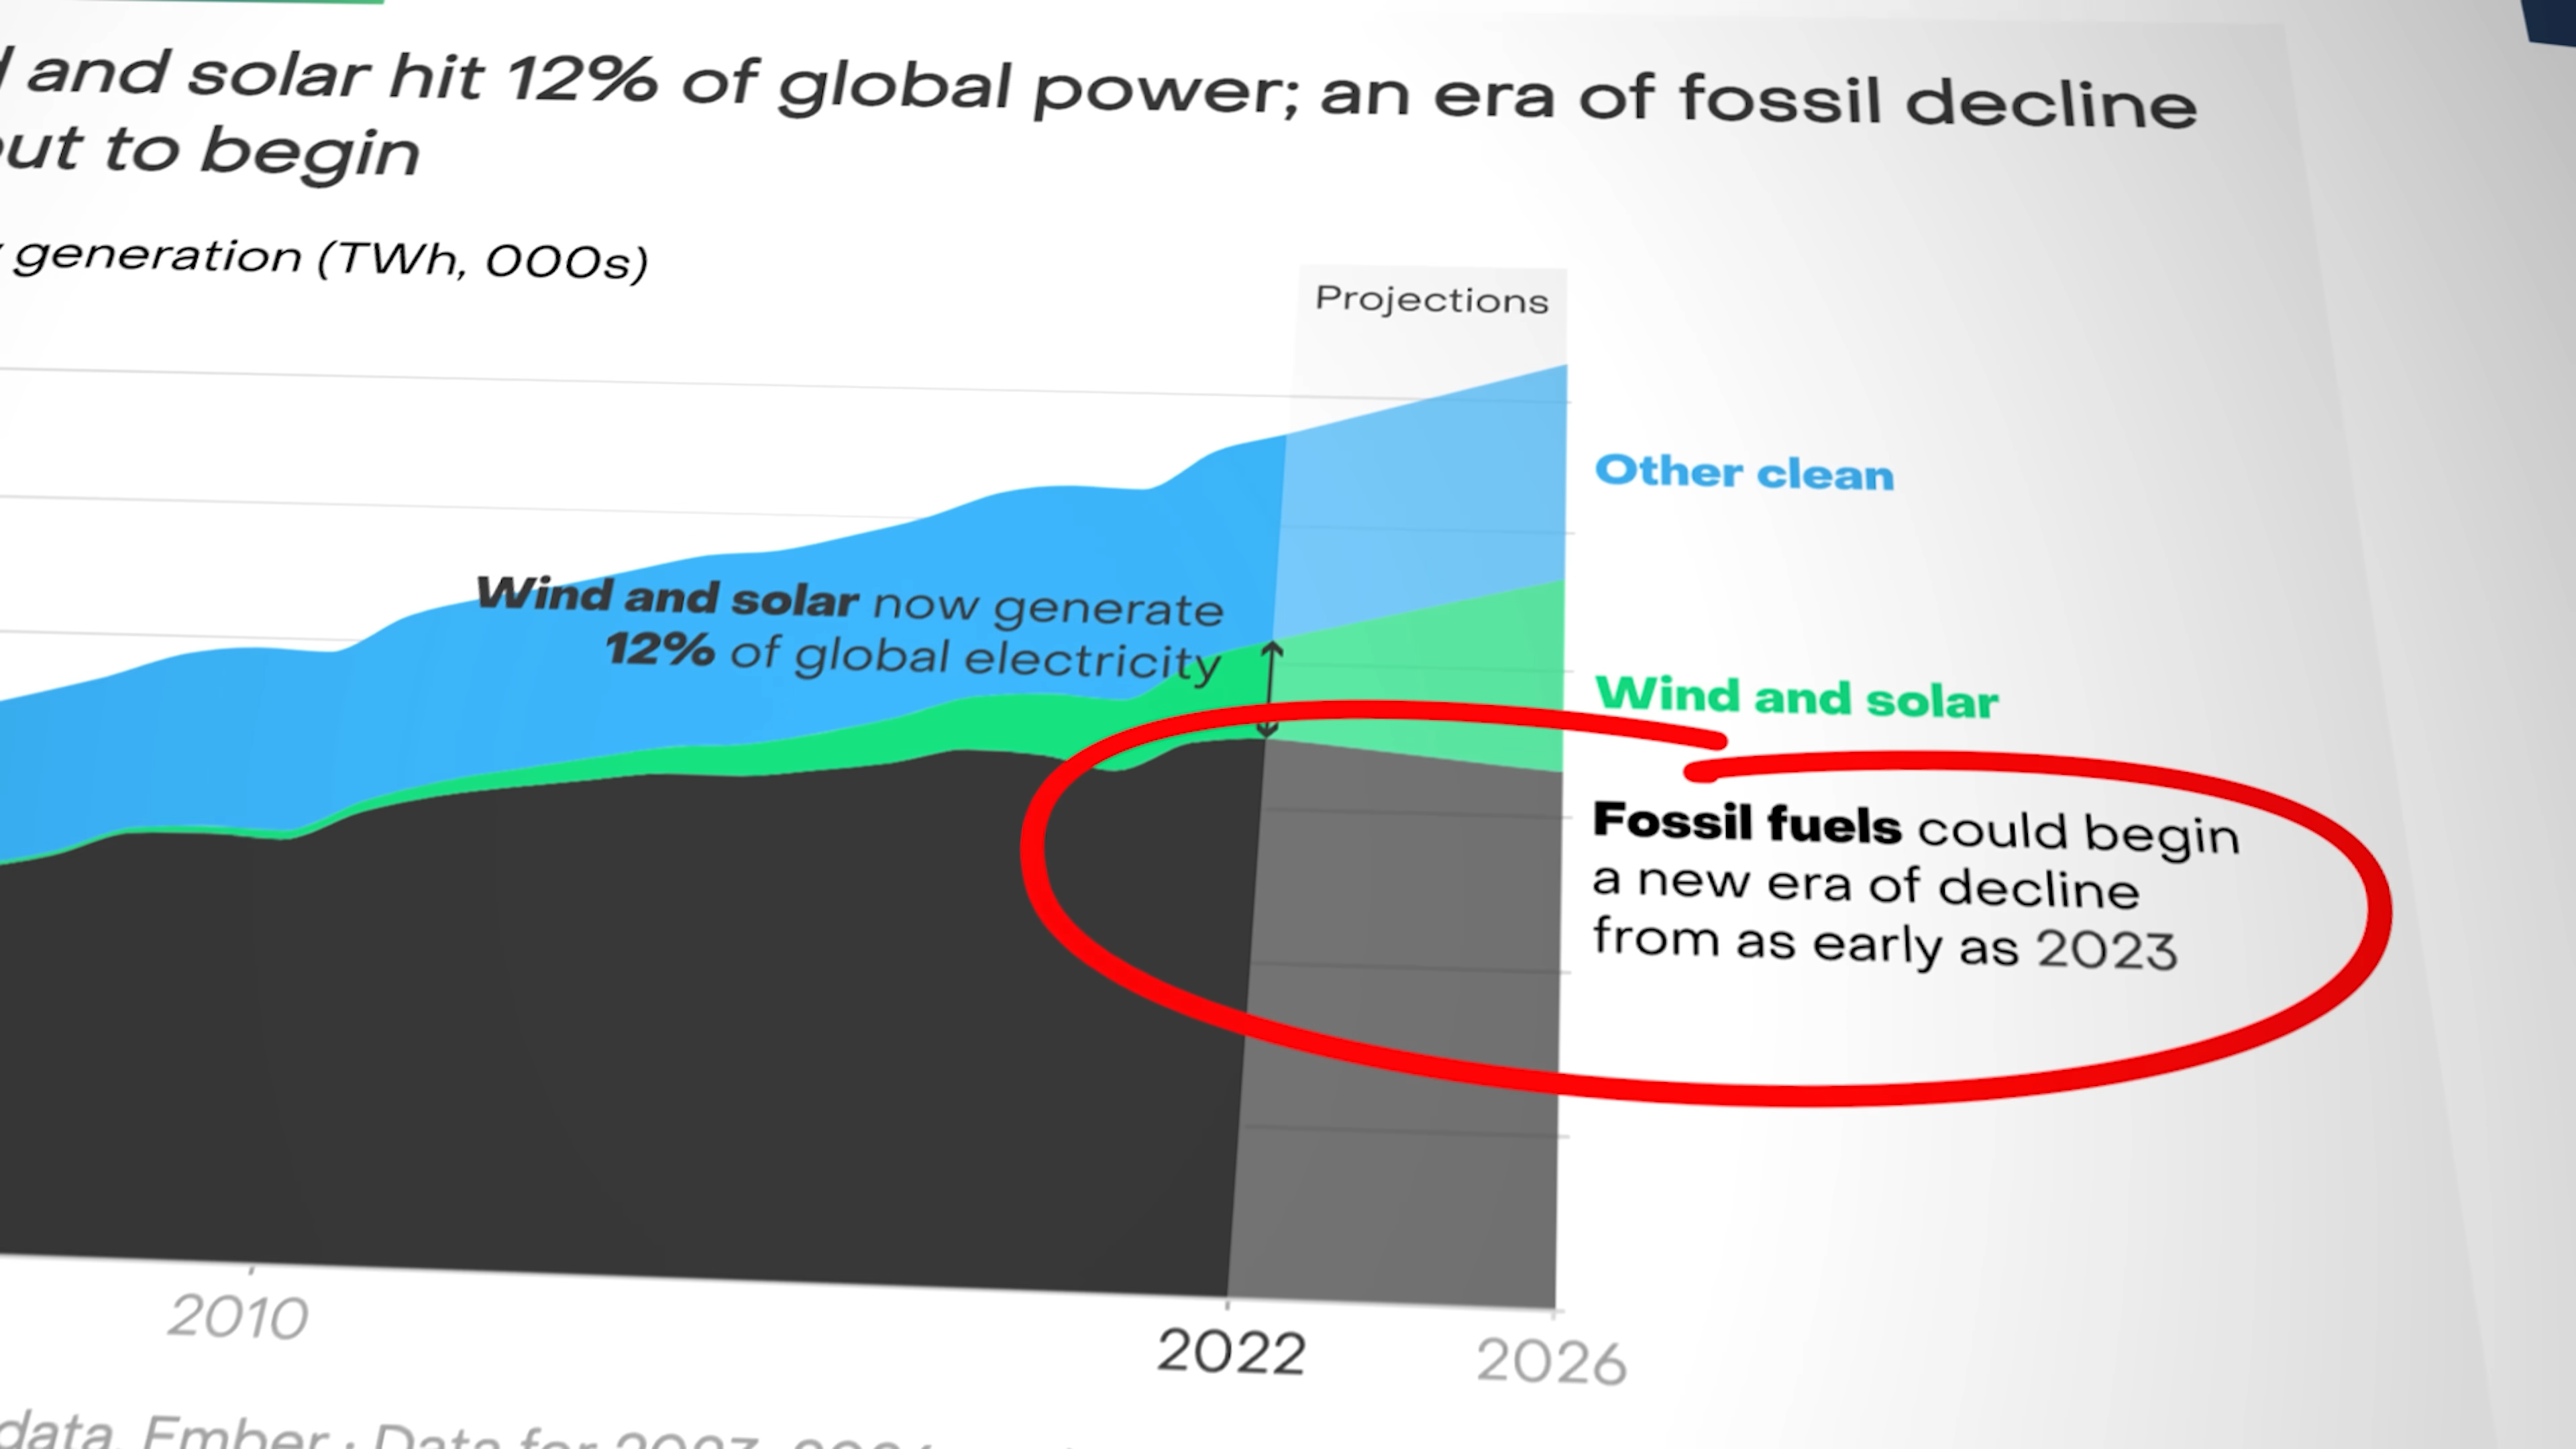 and solar hit 12% of global power; an era of fossil decline
to begin
generation (TWh, 000s)
Projections
Other clean
Wind and solar now generate
12% of global electricity
Wind and solar
Fossil fuels could begin
a new era of decline
from as early as 2023
2010
2022
2026
data, Ember · Data for